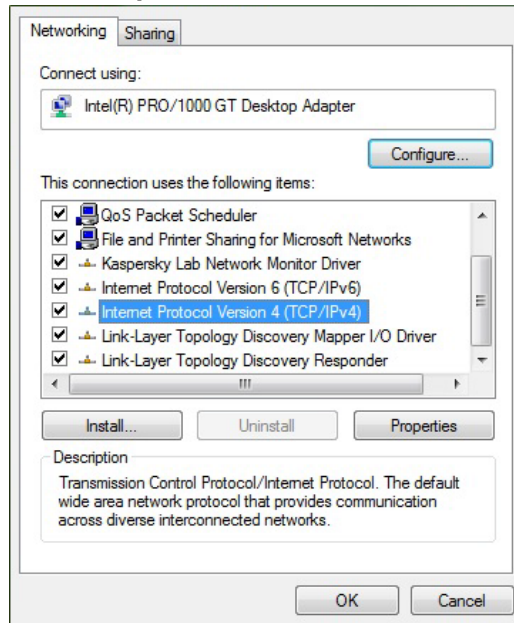 Networking Sharing
Connect using:
Intel(R) PRO/1000 GT Desktop Adapter
Configure...
This connection uses the following items:
QoS Packet Scheduler
File and Printer Sharing for Microsoft Networks
Kaspersky Lab Network Monitor Driver
Internet Protocol Version 6 (TCP/IPv6)
Internet Protocol Version 4 (TCP/IPv4)
Link-Layer Topology Discovery Mapper I/O Driver
Link-Layer Topology Discovery Responder
Install... Uninstall Properties
Description
Transmission Control Protocol/Internet Protocol. The default
wide area network protocol that provides communication
across diverse interconnected networks.
OK Cancel